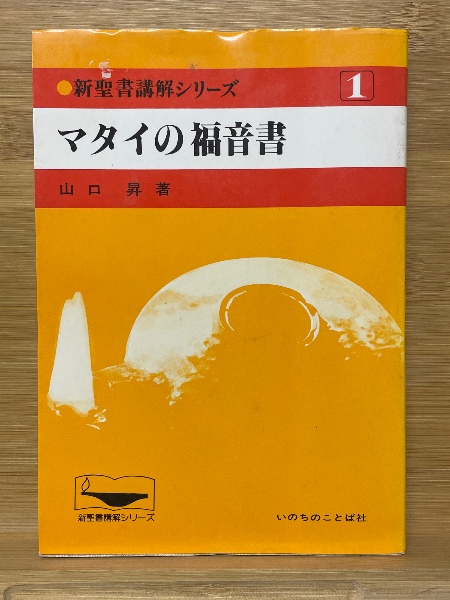 ●新聖書講解シリーズ 1
マタイの福音書
山口 昇 著
新聖書講解シリーズ
いのちのことば社